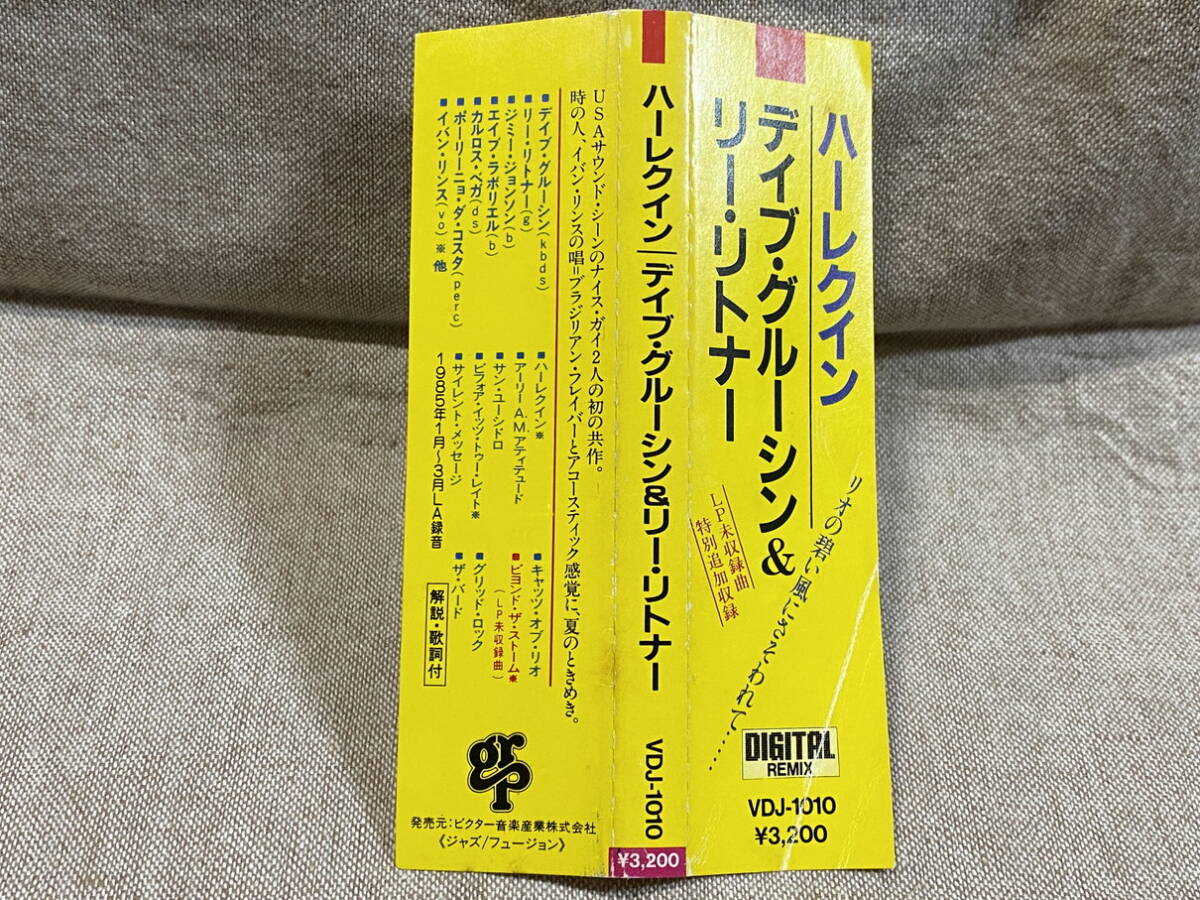 ハーレクイン
デイブ・グルーシン&
リー・リトナー
LP未収録曲
特別追加収録
リオの碧い風にさそわれて……
DIGITAL
REMIX
VDJ-1010
¥3,200
ハーレクイン/デイブ・グルーシン&リー・リトナー
VDJ-1010
¥3,200
USAサウンド・シーンのナイス・ガイ2人の初の共作。
時の人、イバン・リンスの唱=ブラジリアン・フレイバーとアコースティック感覚に、夏のときめき。
■デイブ・グルーシン(kbds)
■リー・リトナー(g)
■ジミー・ジョンソン(b)
■エイブ・ラボリエル(b)
■カルロス・ベガ(ds)
■ポーリーニョ・ダ・コスタ(perc)
■イバン・リンス(vo)※ 他
■ハーレクイン※
■アーリーA.M.アティテュード
■サン・ユーシドロ
■ビフォア・イッツ・トゥー・レイト※
■サイレント・メッセージ
1985年1月〜3月LA録音
■キャッツ・オブ・リオ
■ビヨンド・ザ・ストーム※
(LP未収録曲)
■グリッド・ロック
■ザ・バード
解説・歌詞付
grp
発売元:ビクター音楽産業株式会社
《ジャズ/フュージョン》